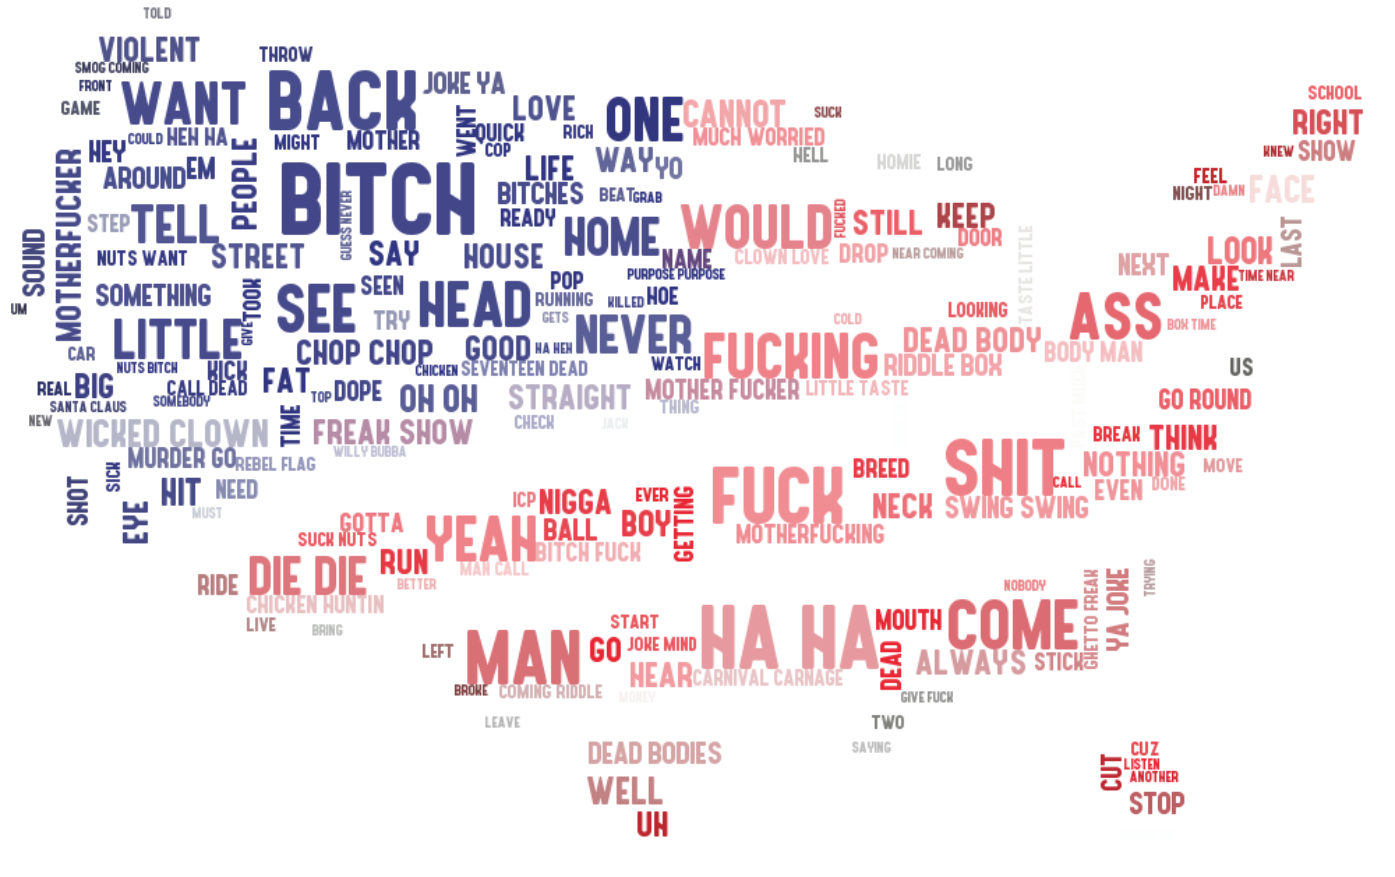 TOLD
VIOLENT
THROW
SMOG COMING
FRONT
WANT
BACK
JOKE YA
GAME
LOVE
ONE
CANNOT
SUCK
SCHOOL
RIGHT
COULD
HEH HA
MIGHT
MOTHER
WENT
QUICK
RICH
MUCH WORRIED
HEY
COP
HELL
KNEW
SHOW
AROUND
EM
PEOPLE
BITCH
LIFE
WAY
YO
HOMIE
LONG
FEEL
MOTHERFUCKER
BITCHES
BEAT
GRAB
NIGHT
DAMN
FACE
STEP
TELL
GUESS NEVER
READY
HOME
WOULD
FUCKED
STILL
KEEP
DOOR
LAST
SOUND
NUTS WANT
STREET
SAY
HOUSE
NAME
CLOWN LOVE
DROP
NEAR COMING
TASTE LITTLE
NEXT
LOOK
PURPOSE PURPOSE
MAKE
TIME NEAR
SOMETHING
TOOK
SEE
SEEN
HEAD
POP
RUNNING
KILLED
HOE
LOOKING
ASS
PLACE
UM
GIVE
TRY
GETS
COLD
BOX TIME
LITTLE
CHOP CHOP
GOOD
HA HEH
NEVER
FUCKING
DEAD BODY
BODY MAN
CAR
NUTS BITCH
KICK
CHICKEN
SEVENTEEN DEAD
WATCH
RIDDLE BOX
US
REAL
BIG
CALL DEAD
FAT
TOP
DOPE
OH OH
STRAIGHT
MOTHER FUCKER
LITTLE TASTE
SANTA CLAUS
SOMEBODY
THING
GO ROUND
NEW
WICKED CLOWN
TIME
FREAK SHOW
CHECK
JACK
BREAK
THINK
MURDER GO
REBEL FLAG
WILLY BUBBA
SHIT
NOTHING
MOVE
SHOT
SICK
EYE
HIT
NEED
FUCK
BREED
CALL
EVEN
DONE
MUST
ICP
NIGGA
EVER
NECK
SWING SWING
GOTTA
YEAH
BALL
BOY
GETTING
MOTHERFUCKING
SUCK NUTS
RUN
BITCH FUCK
RIDE
DIE DIE
BETTER
MAN CALL
NOBODY
GHETTO FREAK
YA JOKE
TRYING
CHICKEN HUNTIN
LIVE
BRING
START
HA HA
MOUTH
COME
LEFT
MAN
GO
JOKE MIND
DEAD
ALWAYS
STICK
HEAR
CARNIVAL CARNAGE
BROKE
COMING RIDDLE
MONEY
GIVE FUCK
LEAVE
TWO
SAYING
DEAD BODIES
CUT
CUZ
LISTEN
ANOTHER
WELL
STOP
UH